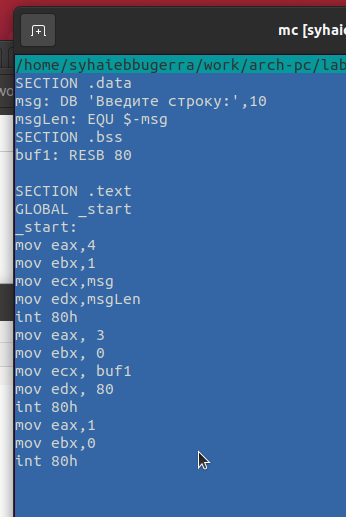 mc [syhaie
/home/syhaiebbugerra/work/arch-pc/lab
SECTION .data
msg: DB 'Введите строку:',10
msgLen: EQU $-msg
SECTION .bss
buf1: RESB 80
SECTION .text
GLOBAL _start
_start:
mov eax,4
mov ebx,1
mov ecx,msg
mov edx,msgLen
int 80h
mov eax, 3
mov ebx, 0
mov ecx, buf1
mov edx, 80
int 80h
mov eax,1
mov ebx,0
int 80h